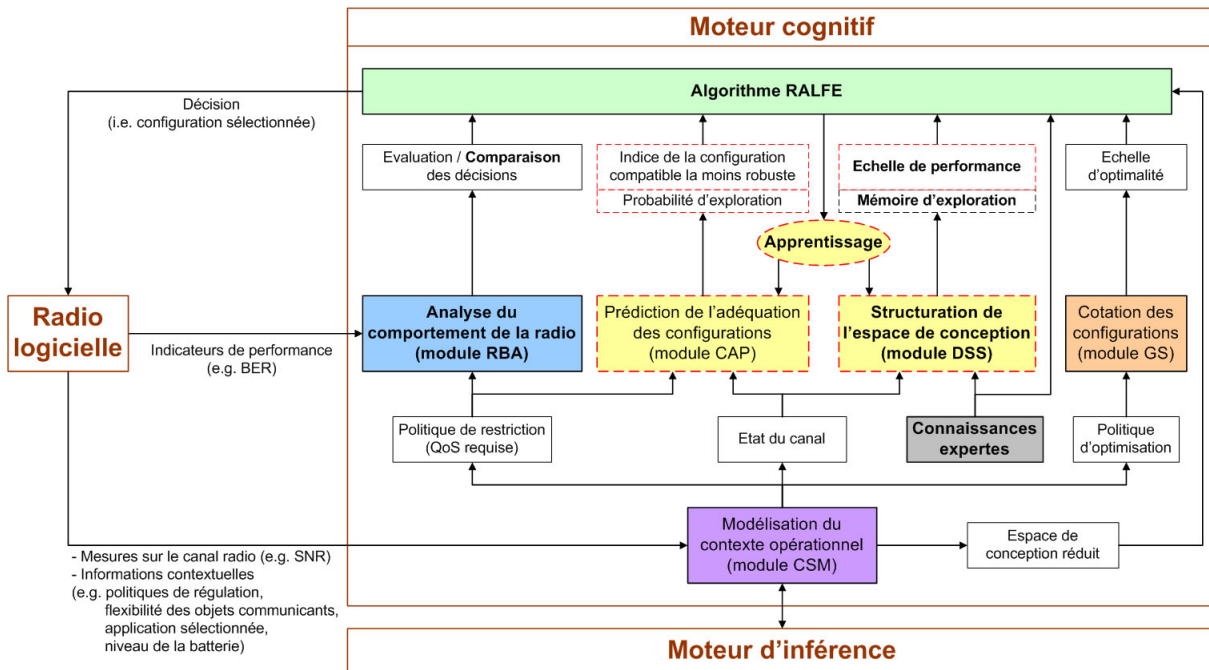 Moteur cognitif
Algorithme RALFE
Décision
(i.e. configuration sélectionnée)
Evaluation / Comparaison
des décisions
Indice de la configuration
compatible la moins robuste
Probabilité d'exploration
Echelle de performance
Mémoire d'exploration
Echelle
d'optimalité
Apprentissage
Radio
logicielle
Indicateurs de performance
(e.g. BER)
Analyse du
comportement de la radio
(module RBA)
Prédiction de l'adéquation
des configurations
(module CAP)
Structuration de
l'espace de conception
(module DSS)
Cotation des
configurations
(module GS)
Politique de restriction
(QoS requise)
Etat du canal
Connaissances
expertes
Politique
d'optimisation
Modélisation du
contexte opérationnel
(module CSM)
Espace de
conception réduit
- Mesures sur le canal radio (e.g. SNR)
- Informations contextuelles
(e.g. politiques de régulation,
flexibilité des objets communicants,
application sélectionnée,
niveau de la batterie)
Moteur d'inférence